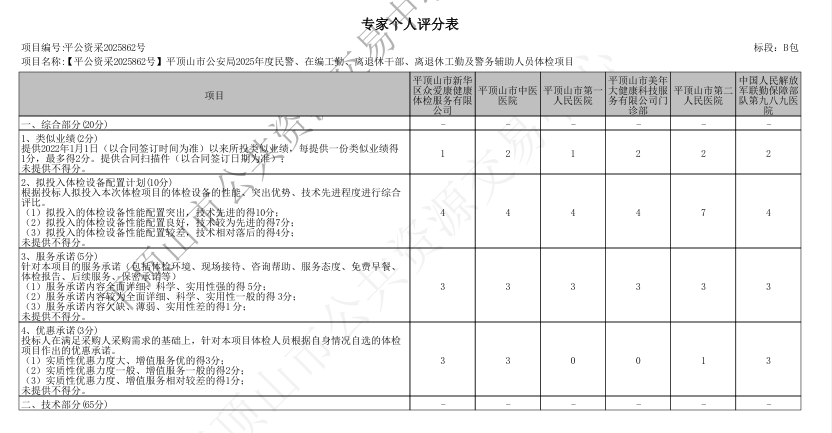 专家个人评分表
项目编号:平公资采2025862号
标段：B包
项目名称:【平公资采2025862号】平顶山市公安局2025年度民警、在编工勤、离退休干部、离退休工勤及警务辅助人员体检项目
项目
平顶山市新华区众爱康健康体检服务有限公司
平顶山市中医医院
平顶山市第一人民医院
平顶山市美年大健康科技服务有限公司门诊部
平顶山市第二人民医院
中国人民解放军联勤保障部队第九八九医院
一、综合部分(20分) – – – – – –
1、类似业绩(2分)
提供2022年1月1日（以合同签订时间为准）以来所投类似业绩，每提供一份类似业绩得
1分，最多得2分。提供合同扫描件（以合同签订日期为准）；
未提供不得分。
1 2 1 2 2 2
2、拟投入体检设备配置计划(10分)
根据投标人拟投入本次体检项目的体检设备的性能、突出优势、技术先进程度进行综合
评比。
（1）拟投入的体检设备性能配置突出，技术先进的得10分；
（2）拟投入的体检设备性能配置良好，技术较为先进的得7分；
（3）拟投入的体检设备性能配置较差，技术相对落后的得4分；
未提供不得分。
4 4 4 4 7 4
3、服务承诺(5分)
针对本项目的服务承诺（包括体检环境、现场接待、咨询帮助、服务态度、免费早餐、
体检报告、后续服务、保密承诺等）
（1）服务承诺内容全面详细、科学、实用性强的得 5分；
（2）服务承诺内容较为全面详细、科学、实用性一般的得 3分；
（3）服务承诺内容欠缺、薄弱、实用性差的得1 分；
未提供不得分。
3 3 3 3 3 3
4、优惠承诺(3分)
投标人在满足采购人采购需求的基础上，针对本项目体检人员根据自身情况自选的体检
项目作出的优惠承诺。
（1）实质性优惠力度大、增值服务优的得3分；
（2）实质性优惠力度一般、增值服务一般的得2分；
（3）实质性优惠力度、增值服务相对较差的得1分；
未提供不得分。
3 3 0 0 1 3
二、技术部分(65分) – – – – – –
平顶山市公共资源交易中心